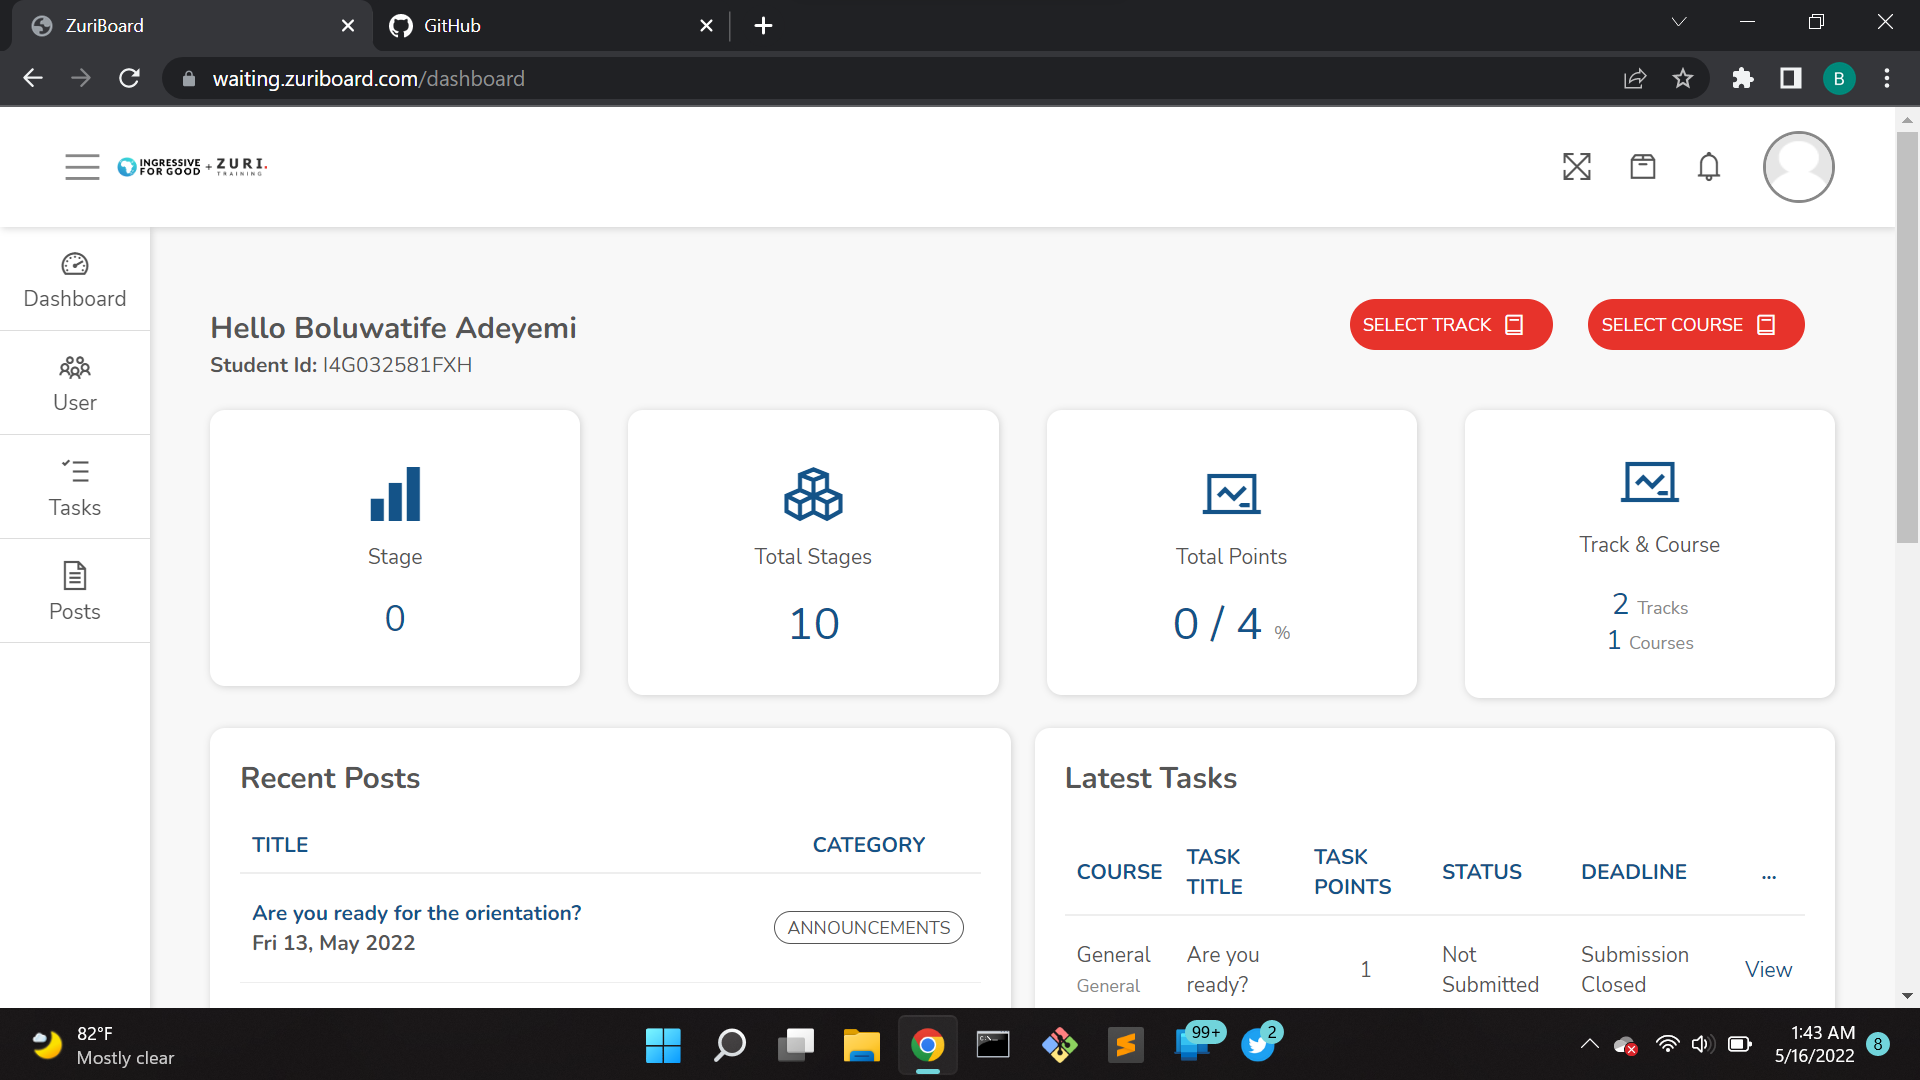 ZuriBoard
GitHub
waiting.zuriboard.com/dashboard
B
INGRESSIVE
FOR GOOD + ZURI.
TRAINING
Dashboard
User
Tasks
Posts
Hello Boluwatife Adeyemi
Student Id: I4G032581FXH
SELECT TRACK
SELECT COURSE
Stage
0
Total Stages
10
Total Points
0 / 4 %
Track & Course
2 Tracks
1 Courses
Recent Posts
TITLE CATEGORY
Are you ready for the orientation?
Fri 13, May 2022
ANNOUNCEMENTS
Latest Tasks
COURSE TASK TITLE TASK POINTS STATUS DEADLINE ...
General
General
Are you
ready?
1
Not
Submitted
Submission
Closed
View
82°F
Mostly clear
99+
2
1:43 AM
5/16/2022
8